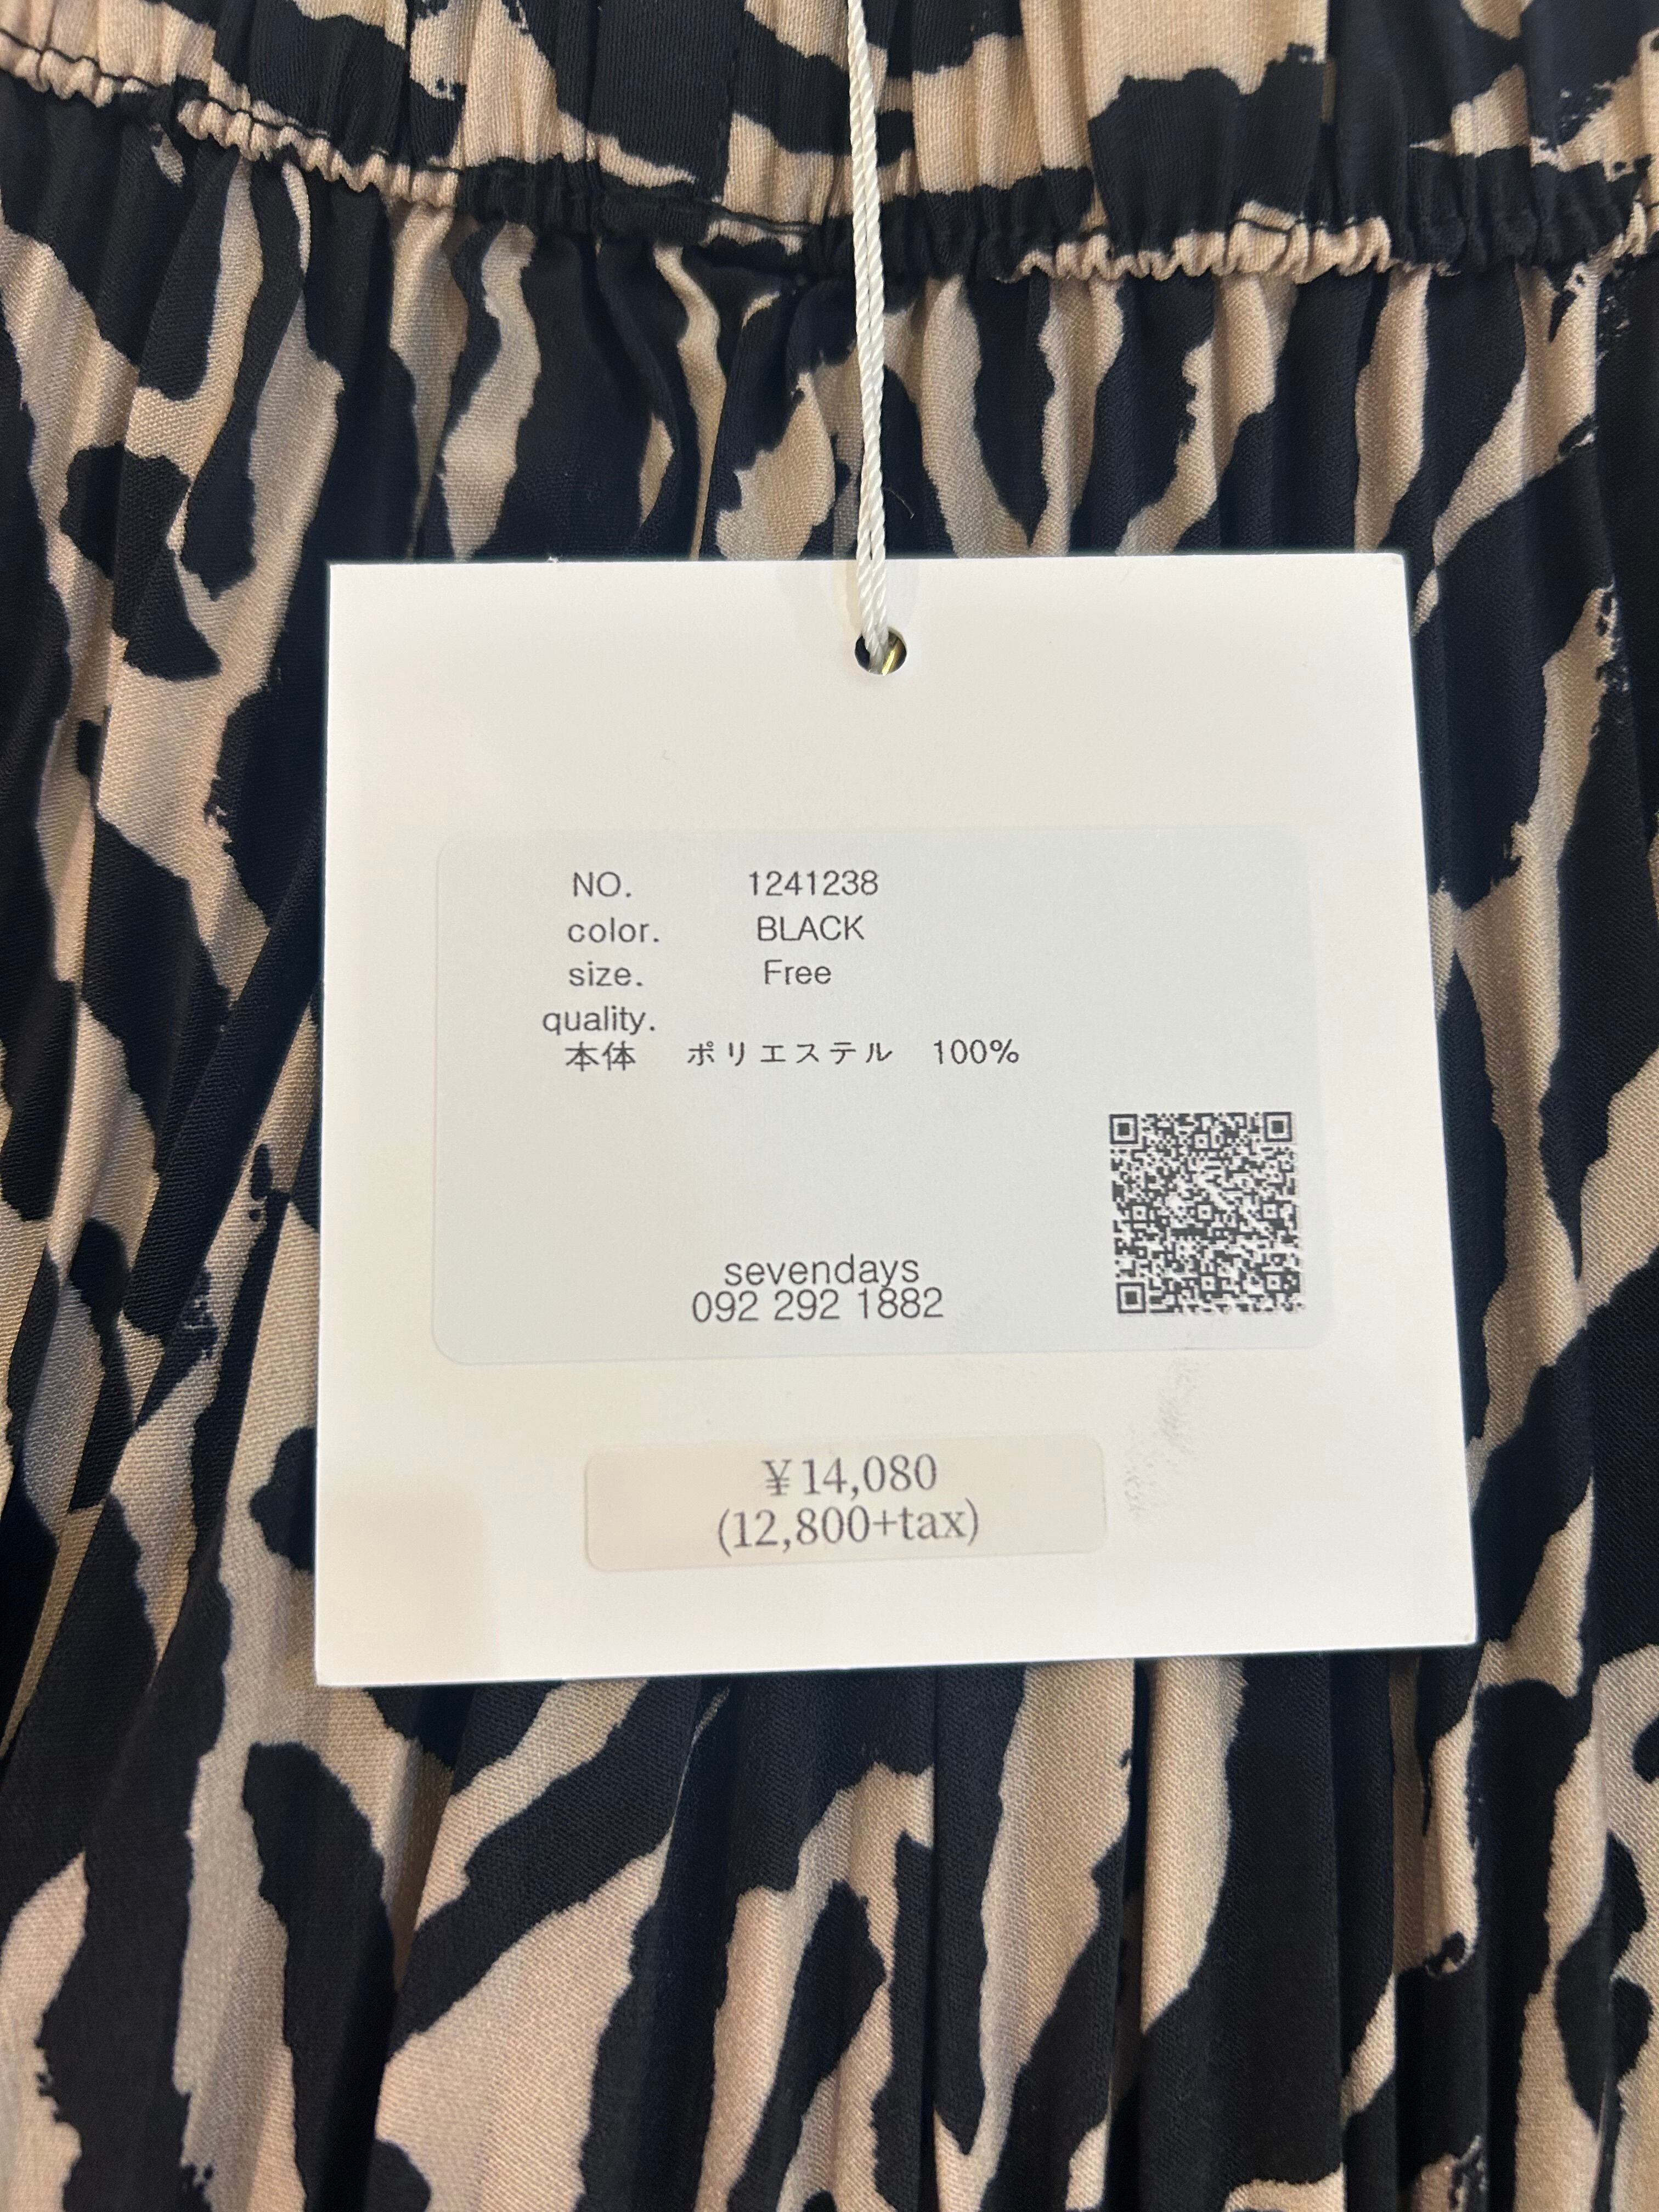 NO. 1241238
color. BLACK
size. Free
quality.
本体 ポリエステル 100%
sevendays
092 292 1882
¥14,080
(12,800+tax)